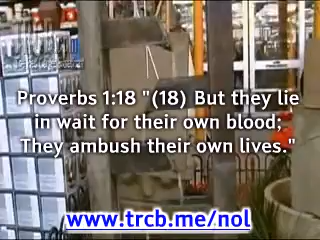 Proverbs 1:18 "(18) But they lie
in wait for their own blood;
They ambush their own lives."
www.trcb.me/nol